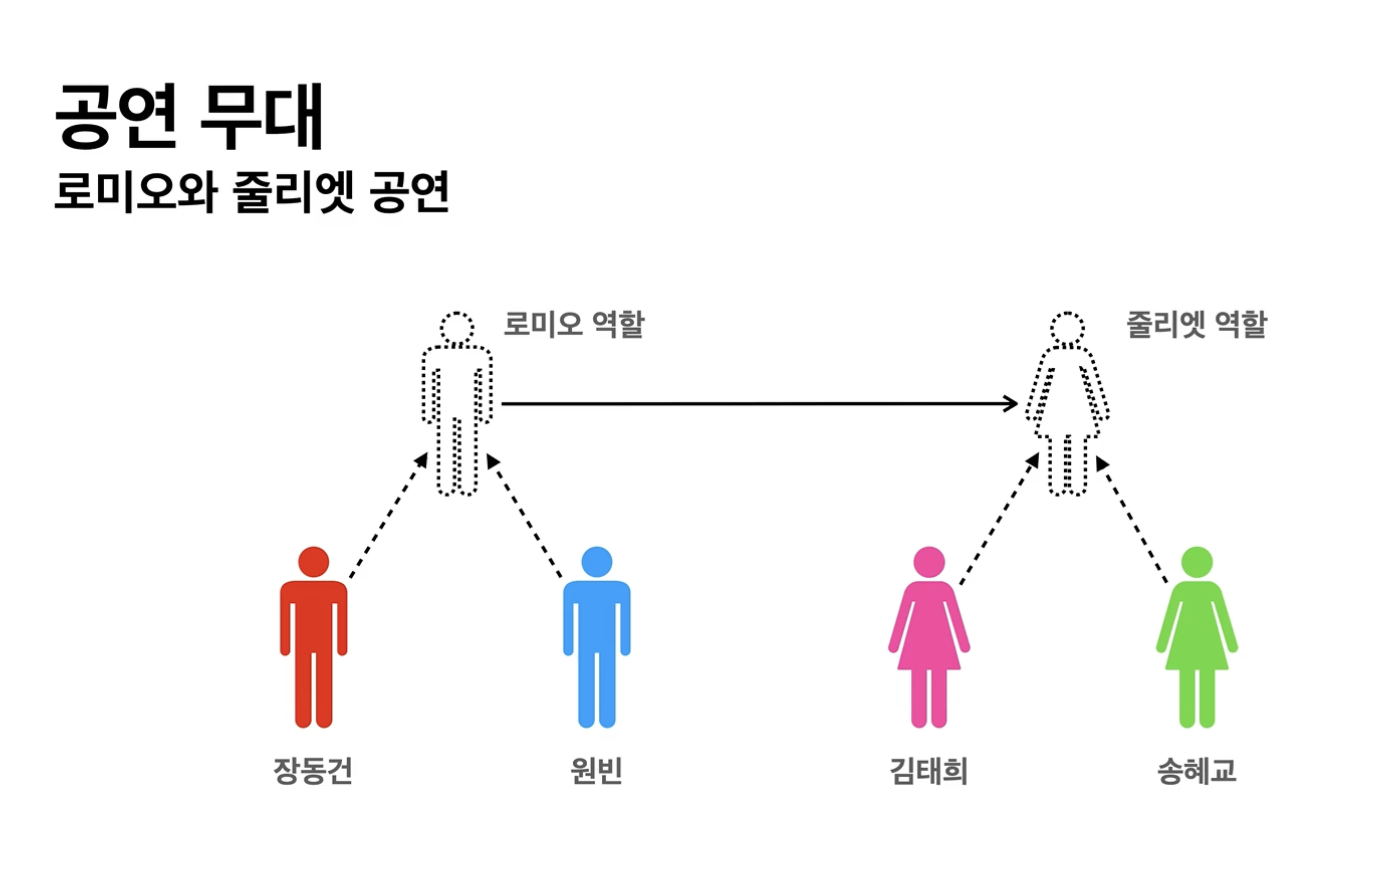 공연 무대
로미오와 줄리엣 공연
로미오 역할
줄리엣 역할
장동건
원빈
김태희
송혜교